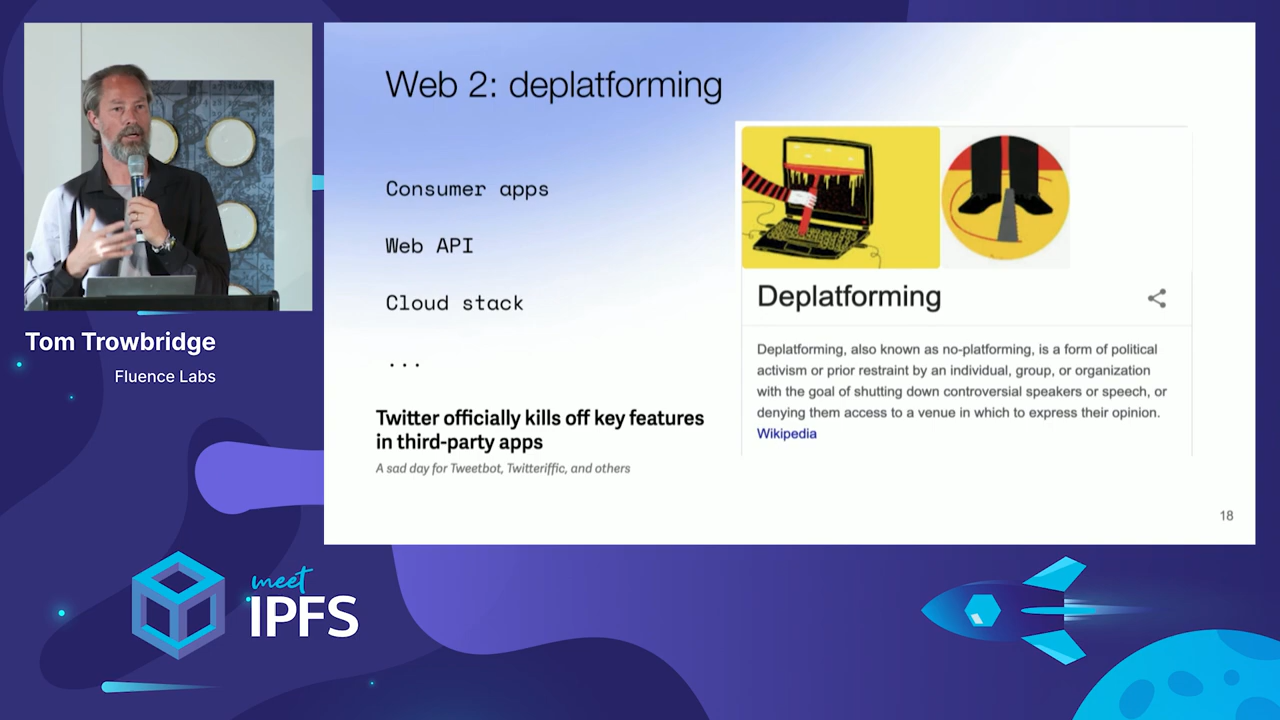 Web 2: deplatforming
Consumer apps
Web API
Cloud stack
...
Twitter officially kills off key features
in third-party apps
A sad day for Tweetbot, Twitteriffic, and others
Deplatforming
Deplatforming, also known as no-platforming, is a form of political
activism or prior restraint by an individual, group, or organization
with the goal of shutting down controversial speakers or speech, or
denying them access to a venue in which to express their opinion.
Wikipedia
18
Tom Trowbridge
Fluence Labs
meet
IPFS